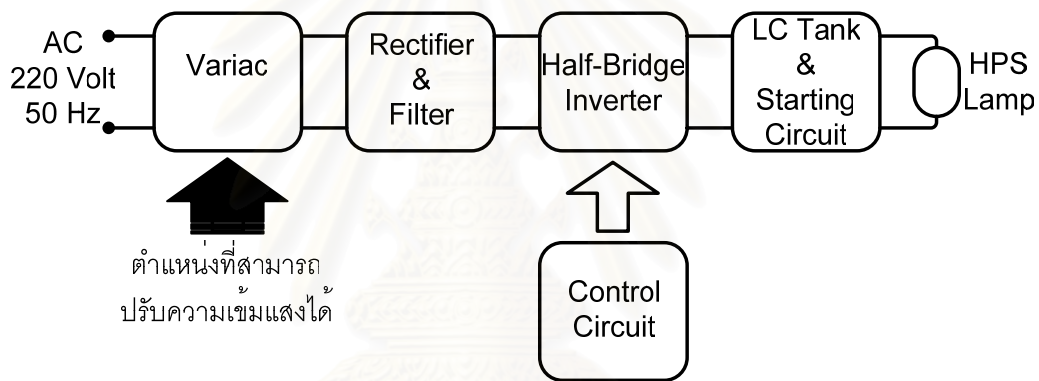 AC
220 Volt
50 Hz
Variac
Rectifier
&
Filter
Half-Bridge
Inverter
LC Tank
&
Starting
Circuit
HPS
Lamp
ตำแหน่งที่สามารถ
ปรับความเข้มแสงได้
Control
Circuit